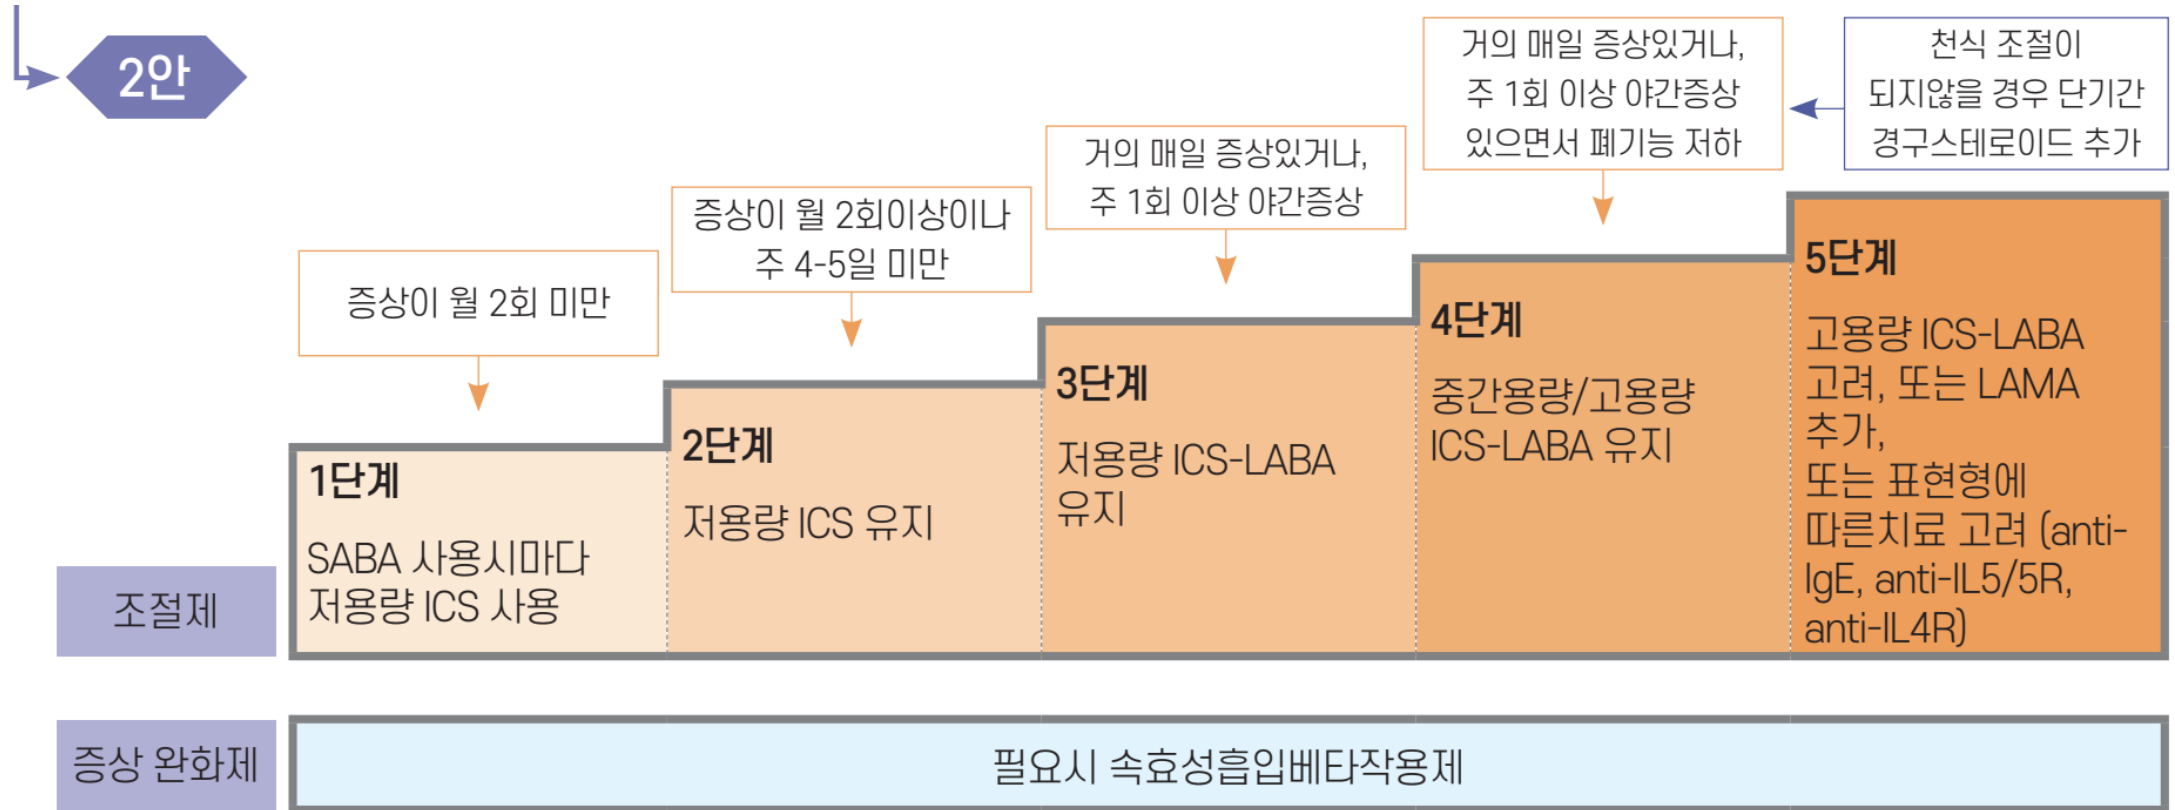 2안
증상이 월 2회 미만
증상이 월 2회이상이나
주 4-5일 미만
거의 매일 증상있거나,
주 1회 이상 야간증상
거의 매일 증상있거나,
주 1회 이상 야간증상
있으면서 폐기능 저하
천식 조절이
되지않을 경우 단기간
경구스테로이드 추가
조절제
1단계
SABA 사용시마다
저용량 ICS 사용
2단계
저용량 ICS 유지
3단계
저용량 ICS-LABA
유지
4단계
중간용량/고용량
ICS-LABA 유지
5단계
고용량 ICS-LABA
고려, 또는 LAMA
추가,
또는 표현형에
따른치료 고려 (anti-
IgE, anti-IL5/5R,
anti-IL4R)
증상 완화제
필요시 속효성흡입베타작용제